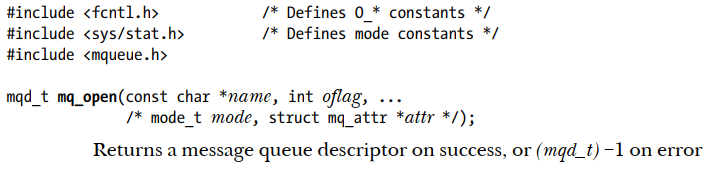 #include <fcntl.h> /* Defines O_* constants */
#include <sys/stat.h> /* Defines mode constants */
#include <mqueue.h>
mqd_t mq_open(const char *name, int oflag, ...
/* mode_t mode, struct mq_attr *attr */);
Returns a message queue descriptor on success, or (mqd_t) –1 on error